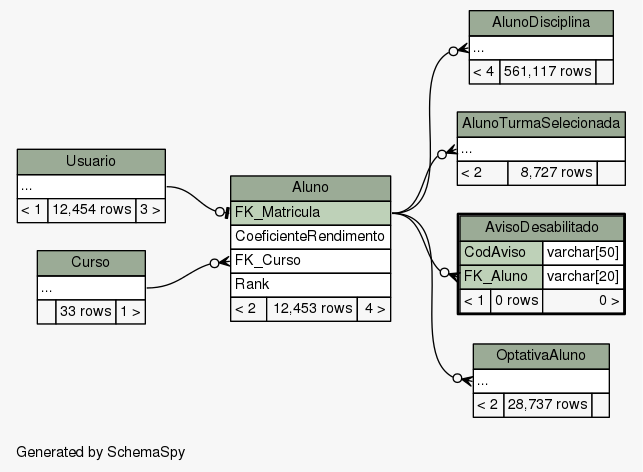 AlunoDisciplina
...
< 4 561,117 rows
AlunoTurmaSelecionada
...
< 2 8,727 rows
Usuario
...
< 1 12,454 rows 3 >
Aluno
FK_Matricula
CoeficienteRendimento
FK_Curso
Rank
< 2 12,453 rows 4 >
AvisoDesabilitado
CodAviso varchar[50]
FK_Aluno varchar[20]
< 1 0 rows 0 >
Curso
...
33 rows 1 >
OptativaAluno
...
< 2 28,737 rows
Generated by SchemaSpy